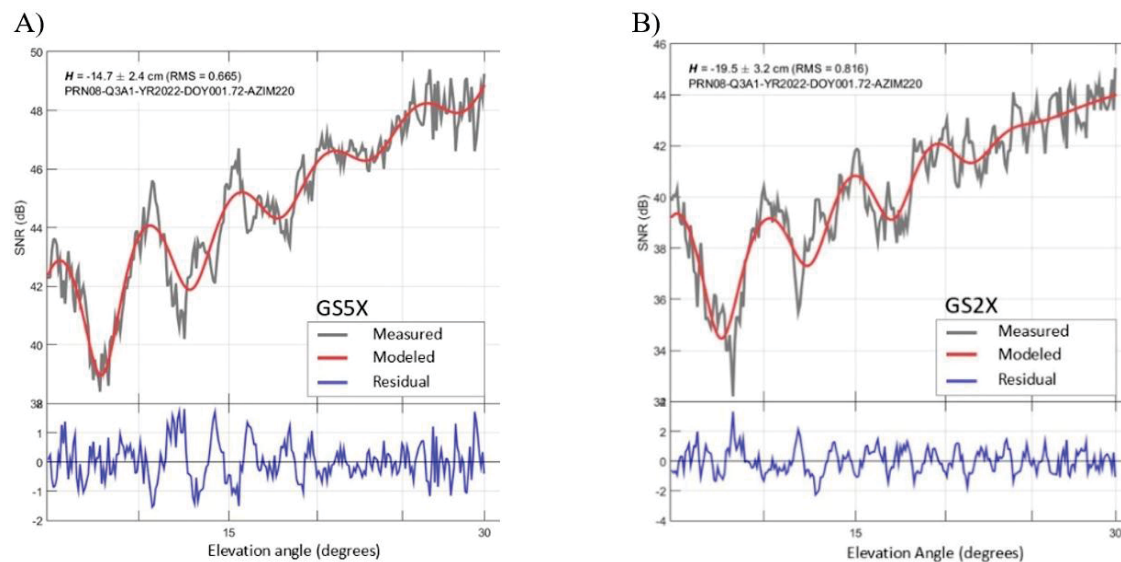 A)
50
H = -14.7 ± 2.4 cm (RMS = 0.665)
PRN08-Q3A1-YR2022-DOY001.72-AZIM220
48
46
SNR (dB)
44
42
40
GS5X
Measured
Modeled
Residual
1
0
-1
-2
15
30
Elevation angle (degrees)
B)
46
H = -19.5 ± 3.2 cm (RMS = 0.816)
PRN08-Q3A1-YR2022-DOY001.72-AZIM220
44
42
40
SNR (dB)
38
36
34
GS2X
Measured
Modeled
Residual
2
0
-2
-4
15
30
Elevation Angle (degrees)